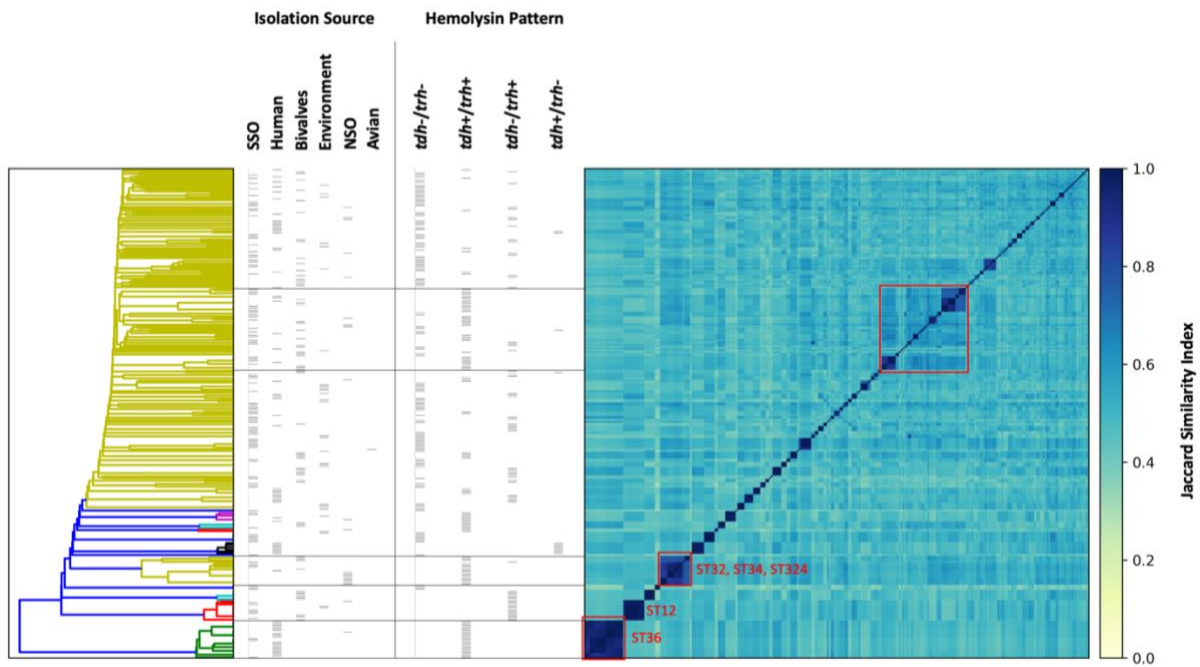 Isolation Source
Hemolysin Pattern
SSO
Human
Bivalves
Environment
NSO
Avian
tdh-/trh-
tdh+/trh+
tdh-/trh+
tdh+/trh-
1.0
0.8
0.6
0.4
0.2
0.0
Jaccard Similarity Index
ST32, ST34, ST324
ST12
ST36